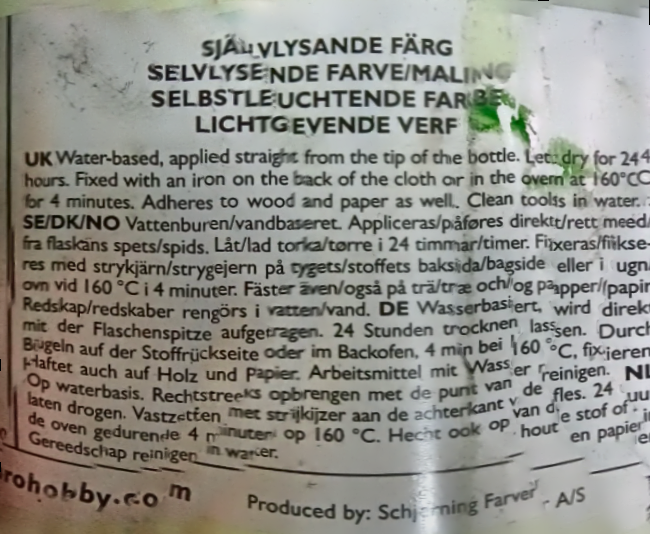 SJÄLVLYSANDE FÄRG
SELVLYSENDE FARVE/MALING
SELBSTLEUCHTENDE FARBE
LICHTGEVENDE VERF
UK Water-based, applied straight from the tip of the bottle. Let dry for 24
hours. Fixed with an iron on the back of the cloth or in the oven at 160°C
for 4 minutes. Adheres to wood and paper as well. Clean tools in water.
SE/DK/NO Vattenburen/vandbaseret. Appliceras/påføres direkt/rett med/
fra flaskans spets/spids. Låt/lad torka/tørre i 24 timmar/timer. Fixeras/fikse-
res med strykjärn/strygejern på tygets/stoffets baksida/bagside eller i ugn/
ovn vid 160 °C i 4 minuter. Fäster även/også på trä/træ och/og papper/papir
Redskap/redskaber rengörs i vatten/vand. DE Wasserbasiert, wird direkt
mit der Flaschenspitze aufgetragen. 24 Stunden trocknen lassen. Durch
Bügeln auf der Stoffrückseite oder im Backofen, 4 min bei 160 °C, fixieren
Haftet auch auf Holz und Papier. Arbeitsmittel mit Wasser reinigen. NL
Op waterbasis. Rechtstreeks opbrengen met de punt van de fles. 24 uu
laten drogen. Vastzetten met strijkijzer aan de achterkant van de stof of
de oven gedurende 4 minuten op 160 °C. Hecht ook op hout en papier
Gereedschap reinigen in water.
rohobby.com
Produced by: Schjerning Farver - A/S